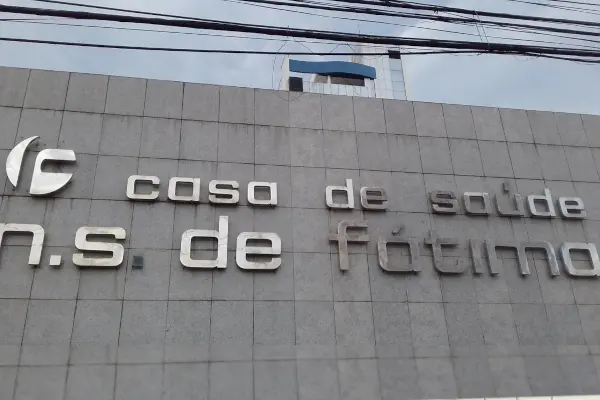 casa de saúde
n.s. de fátima